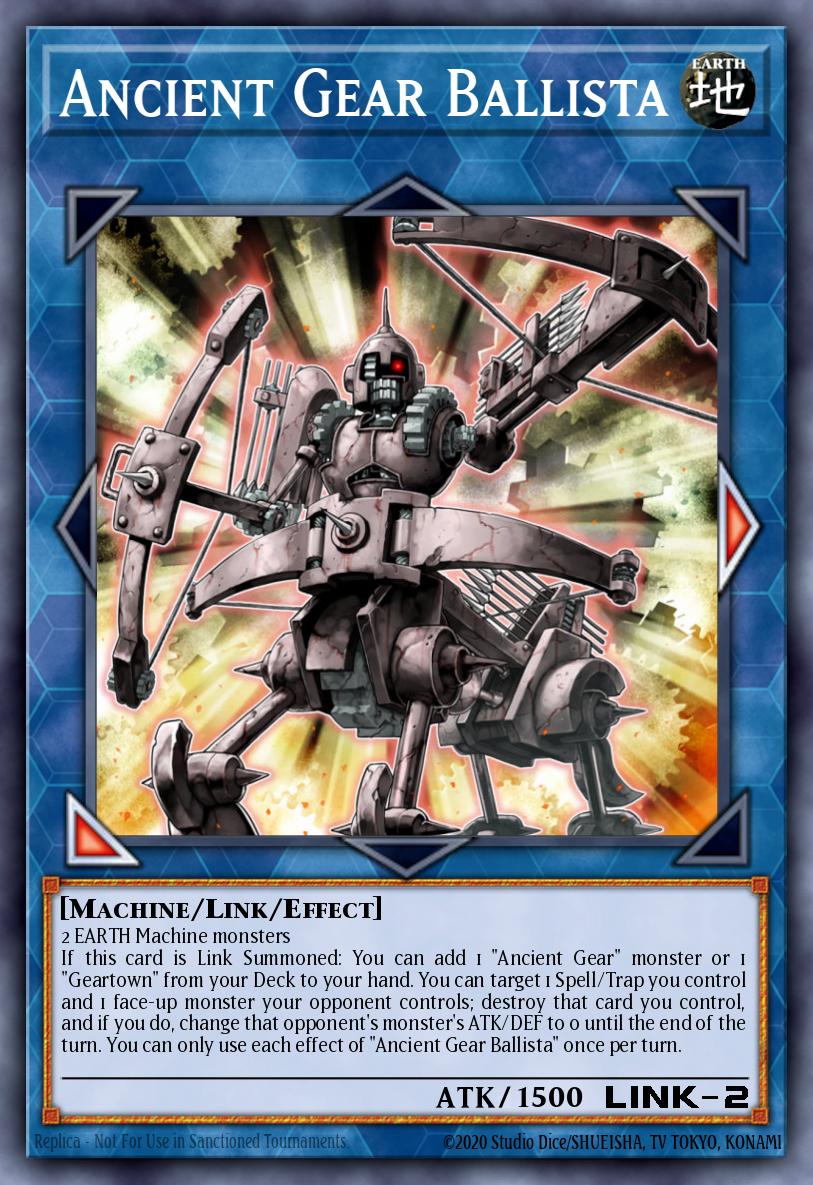 Ancient Gear Ballista
EARTH
地
[Machine/Link/Effect]
2 EARTH Machine monsters
If this card is Link Summoned: You can add 1 "Ancient Gear" monster or 1
"Geartown" from your Deck to your hand. You can target 1 Spell/Trap you control
and 1 face-up monster your opponent controls; destroy that card you control,
and if you do, change that opponent's monster's ATK/DEF to 0 until the end of the
turn. You can only use each effect of "Ancient Gear Ballista" once per turn.
ATK/1500 LINK-2
Replica - Not For Use in Sanctioned Tournaments. ©2020 Studio Dice/SHUEISHA, TV TOKYO, KONAMI